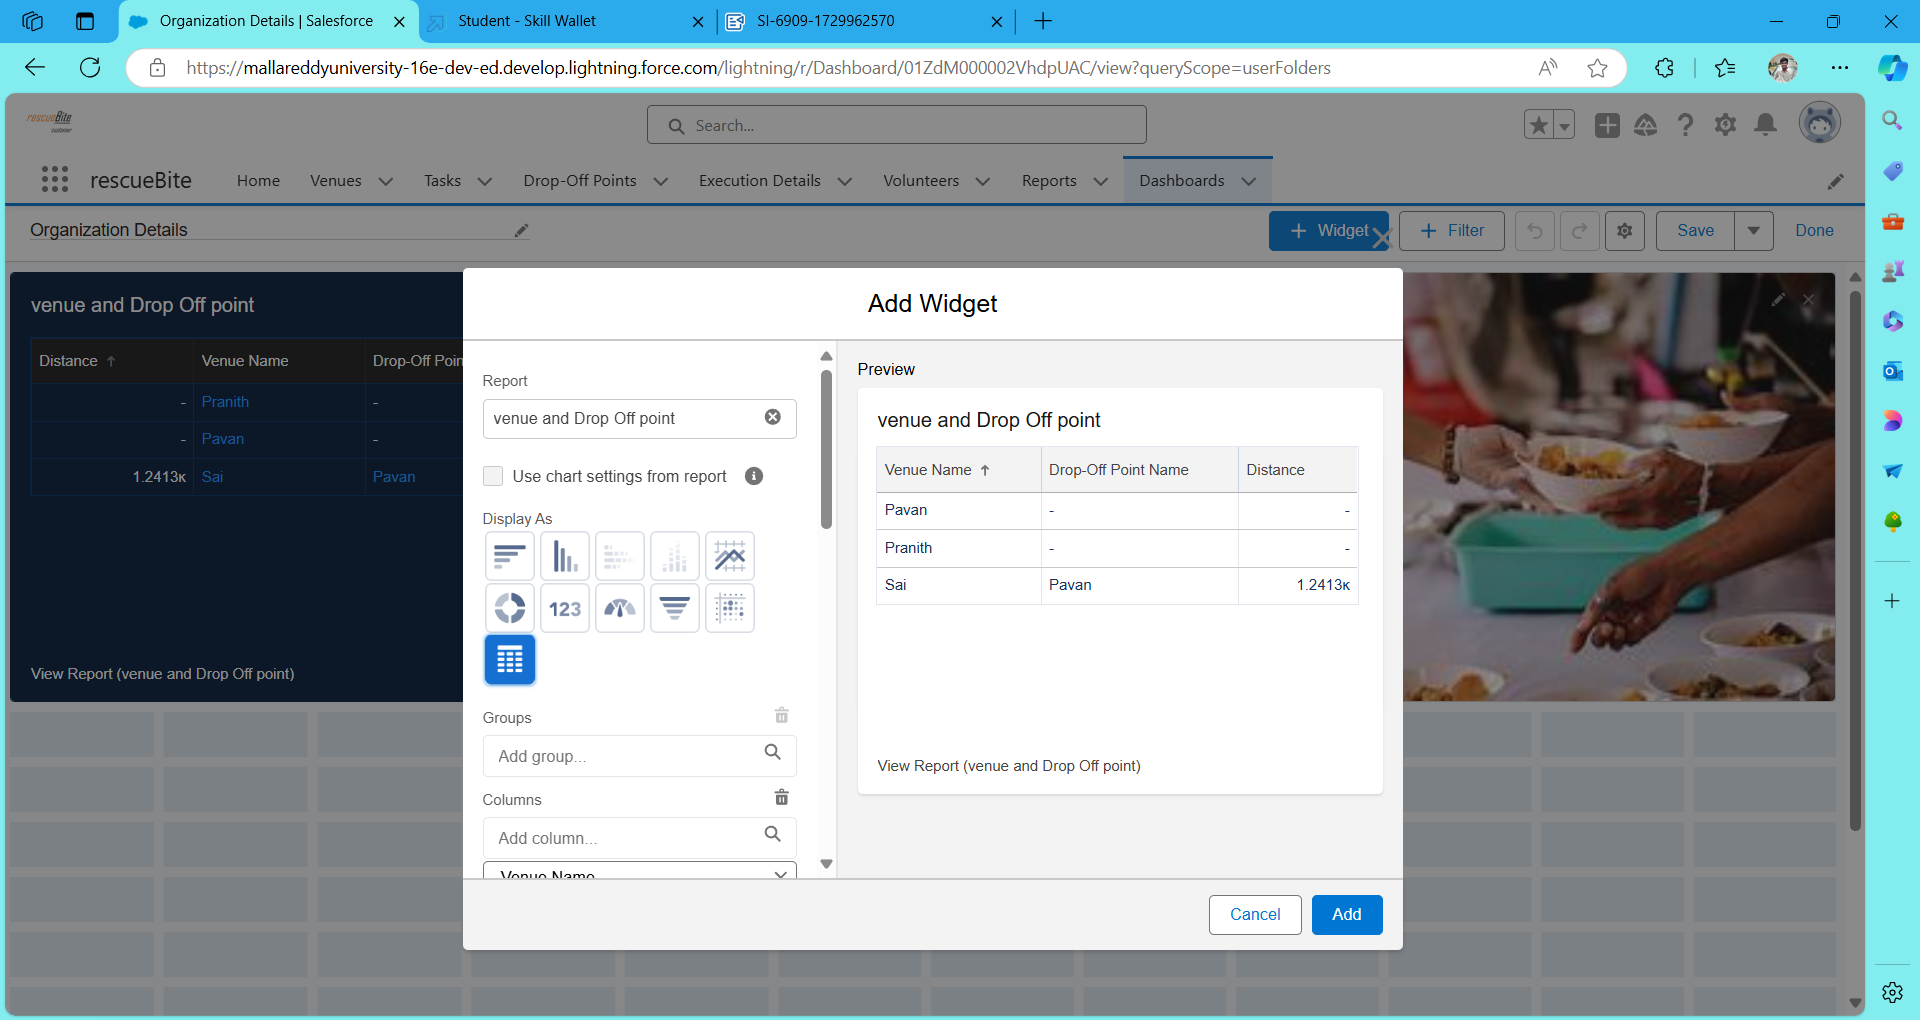 Organization Details | Salesforce
Student - Skill Wallet
SI-6909-1729962570
https://mallareddyuniversity-16e-dev-ed.develop.lightning.force.com/lightning/r/Dashboard/01ZdM000002VhdpUAC/view?queryScope=userFolders
rescueBite
customer
Search...
rescueBite
Home
Venues
Tasks
Drop-Off Points
Execution Details
Volunteers
Reports
Dashboards
Organization Details
+ Widget
+ Filter
Save
Done
venue and Drop Off point
Distance ↑ Venue Name Drop-Off Poin
- Pranith -
- Pavan -
1.2413κ Sai Pavan
View Report (venue and Drop Off point)
Add Widget
Report
venue and Drop Off point
Use chart settings from report
Display As
123
Groups
Add group...
Columns
Add column...
Venue Name
Preview
venue and Drop Off point
Venue Name ↑ Drop-Off Point Name Distance
Pavan - -
Pranith - -
Sai Pavan 1.2413κ
View Report (venue and Drop Off point)
Cancel
Add